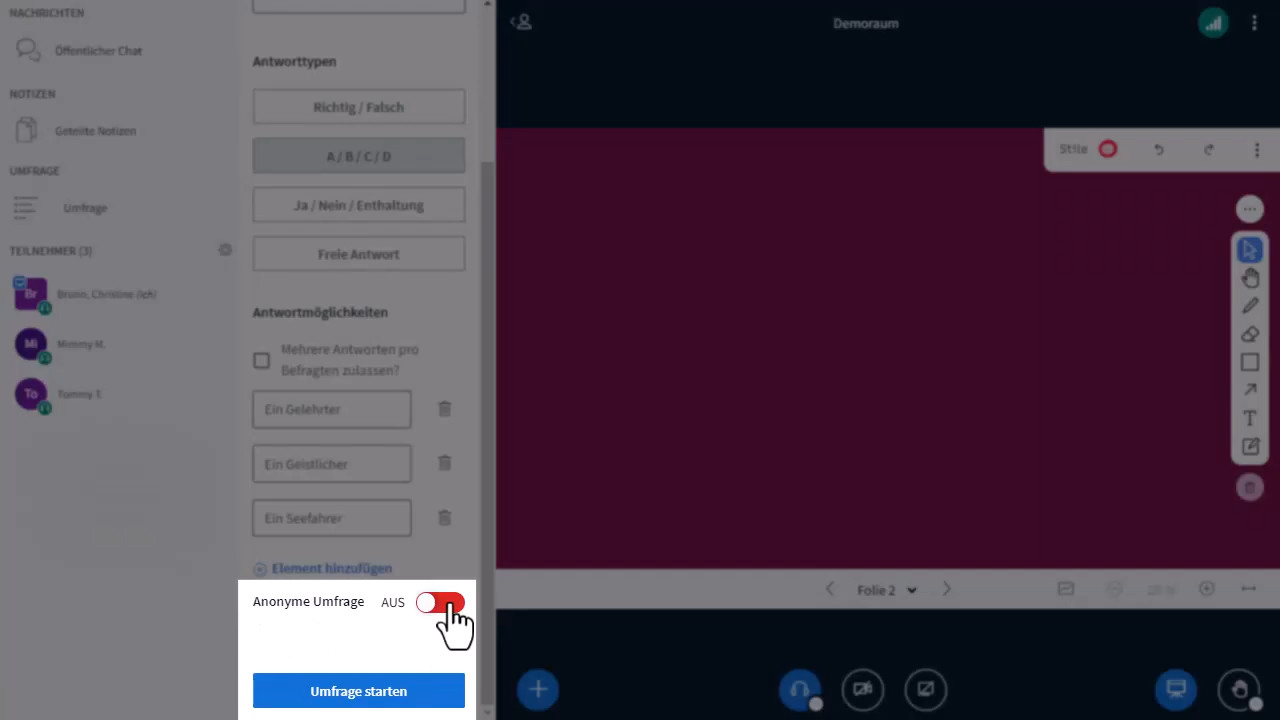 NACHRICHTEN
Öffentlicher Chat
NOTIZEN
Geteilte Notizen
UMFRAGE
Umfrage
TEILNEHMER (3)
Br
Bruno, Christine (Ich)
Mi
Mimmy M.
To
Tommy T.
Antworttypen
Richtig / Falsch
A / B / C / D
Ja / Nein / Enthaltung
Freie Antwort
Antwortmöglichkeiten
Mehrere Antworten pro
Befragten zulassen?
Ein Gelehrter
Ein Geistlicher
Ein Seefahrer
Element hinzufügen
Anonyme Umfrage AUS
Umfrage starten
Demoraum
Stile
T
Folie 2